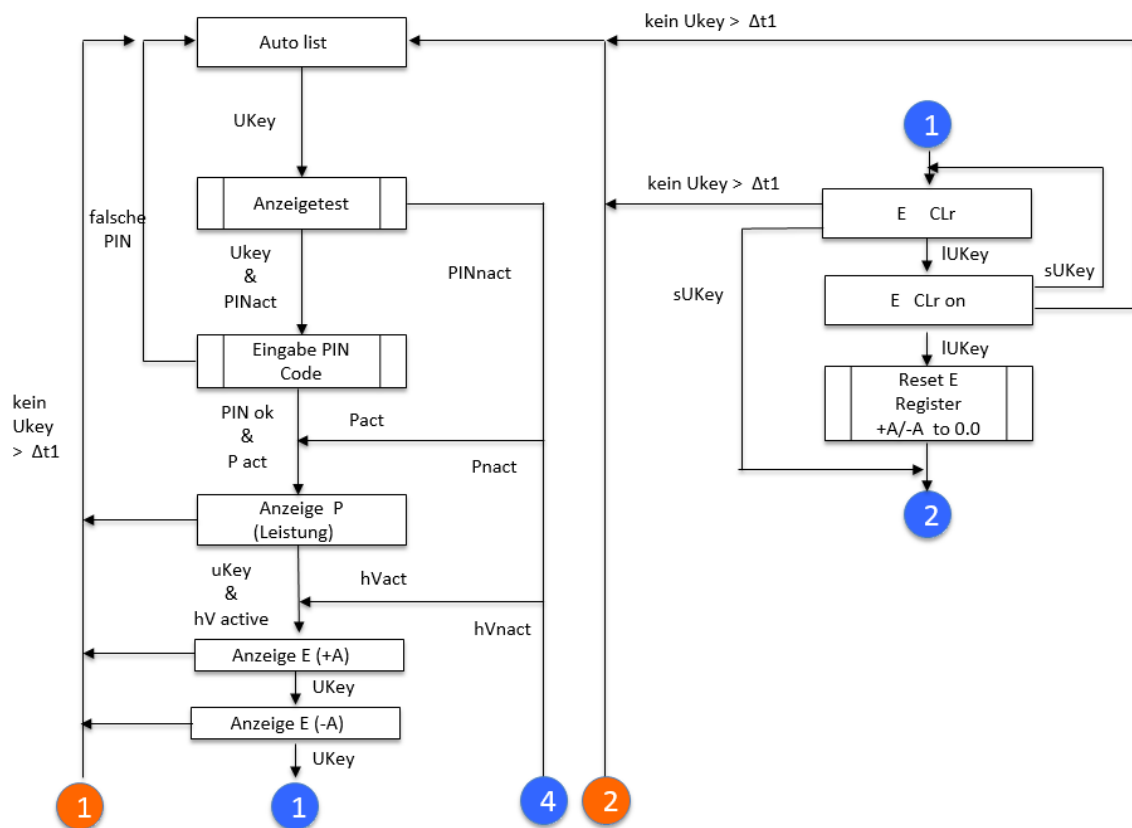 kein Ukey > Δt1
Auto list
UKey
1
kein Ukey > Δt1
falsche
PIN
Anzeigetest
E CLr
Ukey
&
PINact
PINnact
lUKey
sUKey
sUKey
E CLr on
Eingabe PIN
Code
lUKey
kein
Ukey
> Δt1
PIN ok
&
P act
Pact
Reset E
Register
+A/-A to 0.0
Pnact
Anzeige P
(Leistung)
2
uKey
&
hV active
hVact
hVnact
Anzeige E (+A)
UKey
Anzeige E (-A)
UKey
1
1
4
2